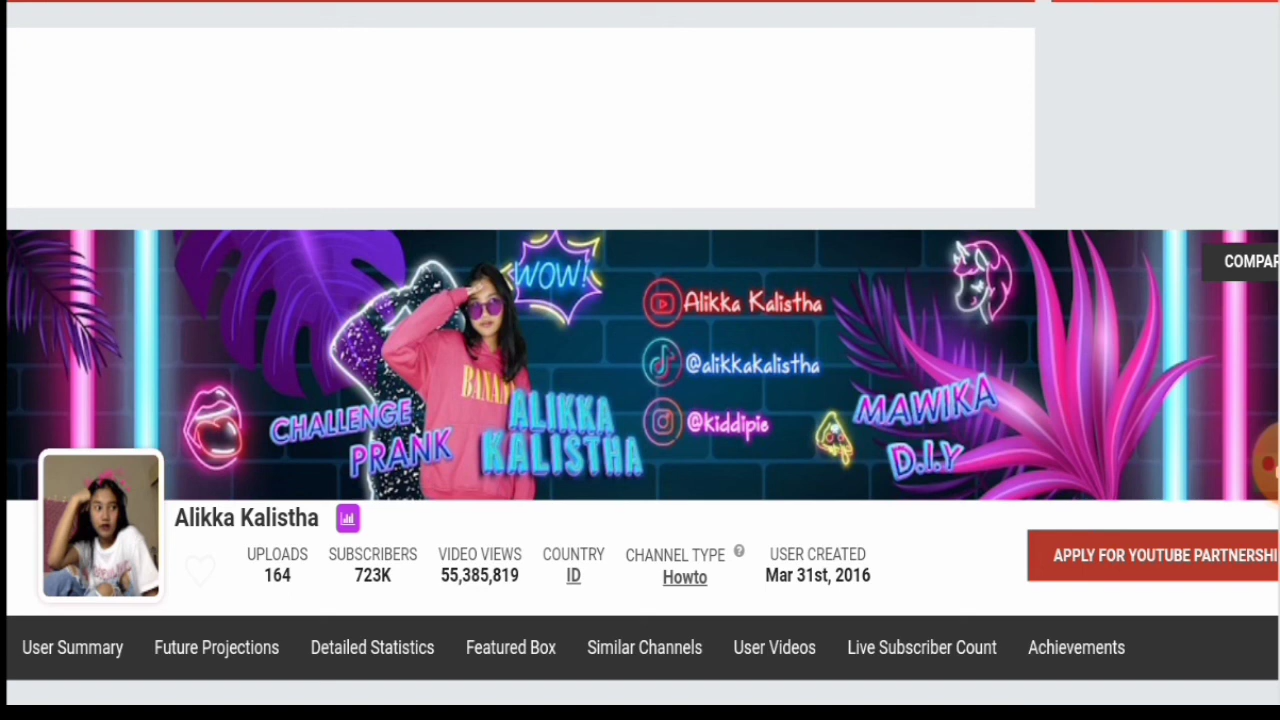 COMPAR
WOW!
Alikka Kalistha
@alikkakalistha
@kiddipie
CHALLENGE
PRANK
BANAN
ALIKKA
KALISTHA
MAWIKA
D.I.Y
Alikka Kalistha
UPLOADS SUBSCRIBERS VIDEO VIEWS COUNTRY CHANNEL TYPE ? USER CREATED
164 723K 55,385,819 ID Howto Mar 31st, 2016
APPLY FOR YOUTUBE PARTNERSHI
User Summary Future Projections Detailed Statistics Featured Box Similar Channels User Videos Live Subscriber Count Achievements